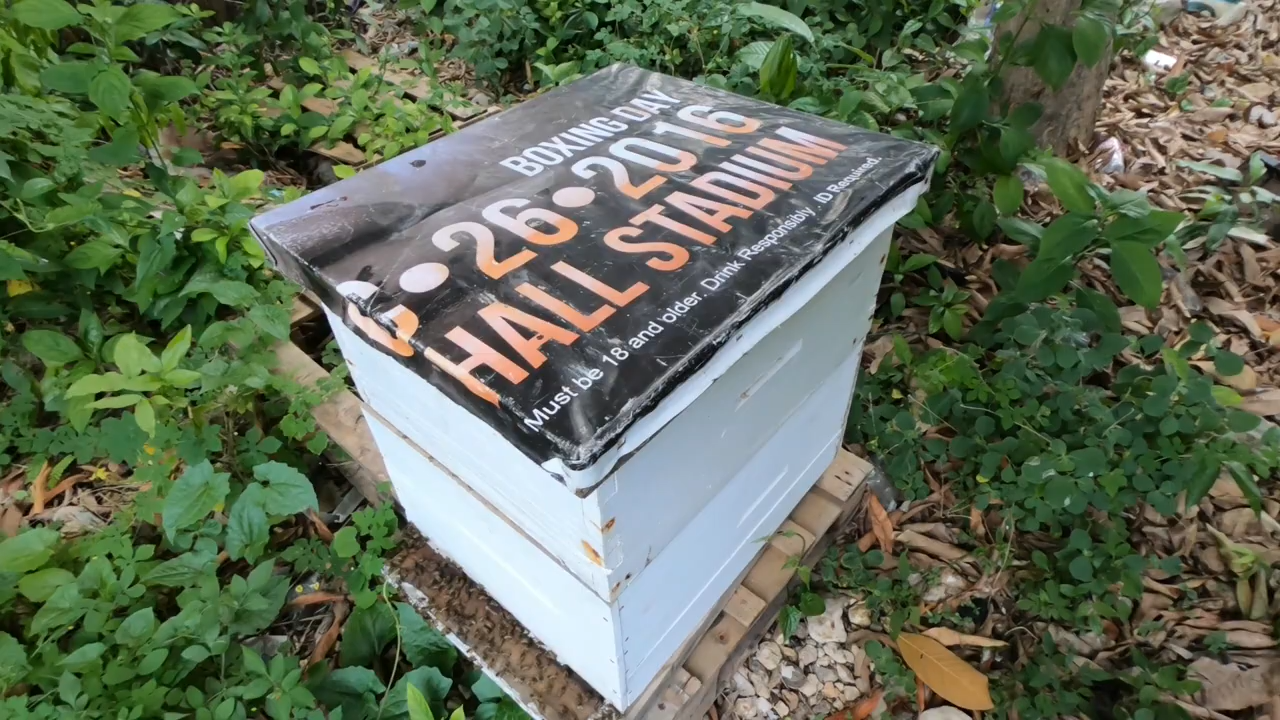 BOXING DAY
•26•2016
HALL STADIUM
Must be 18 and older. Drink Responsibly ID Required.